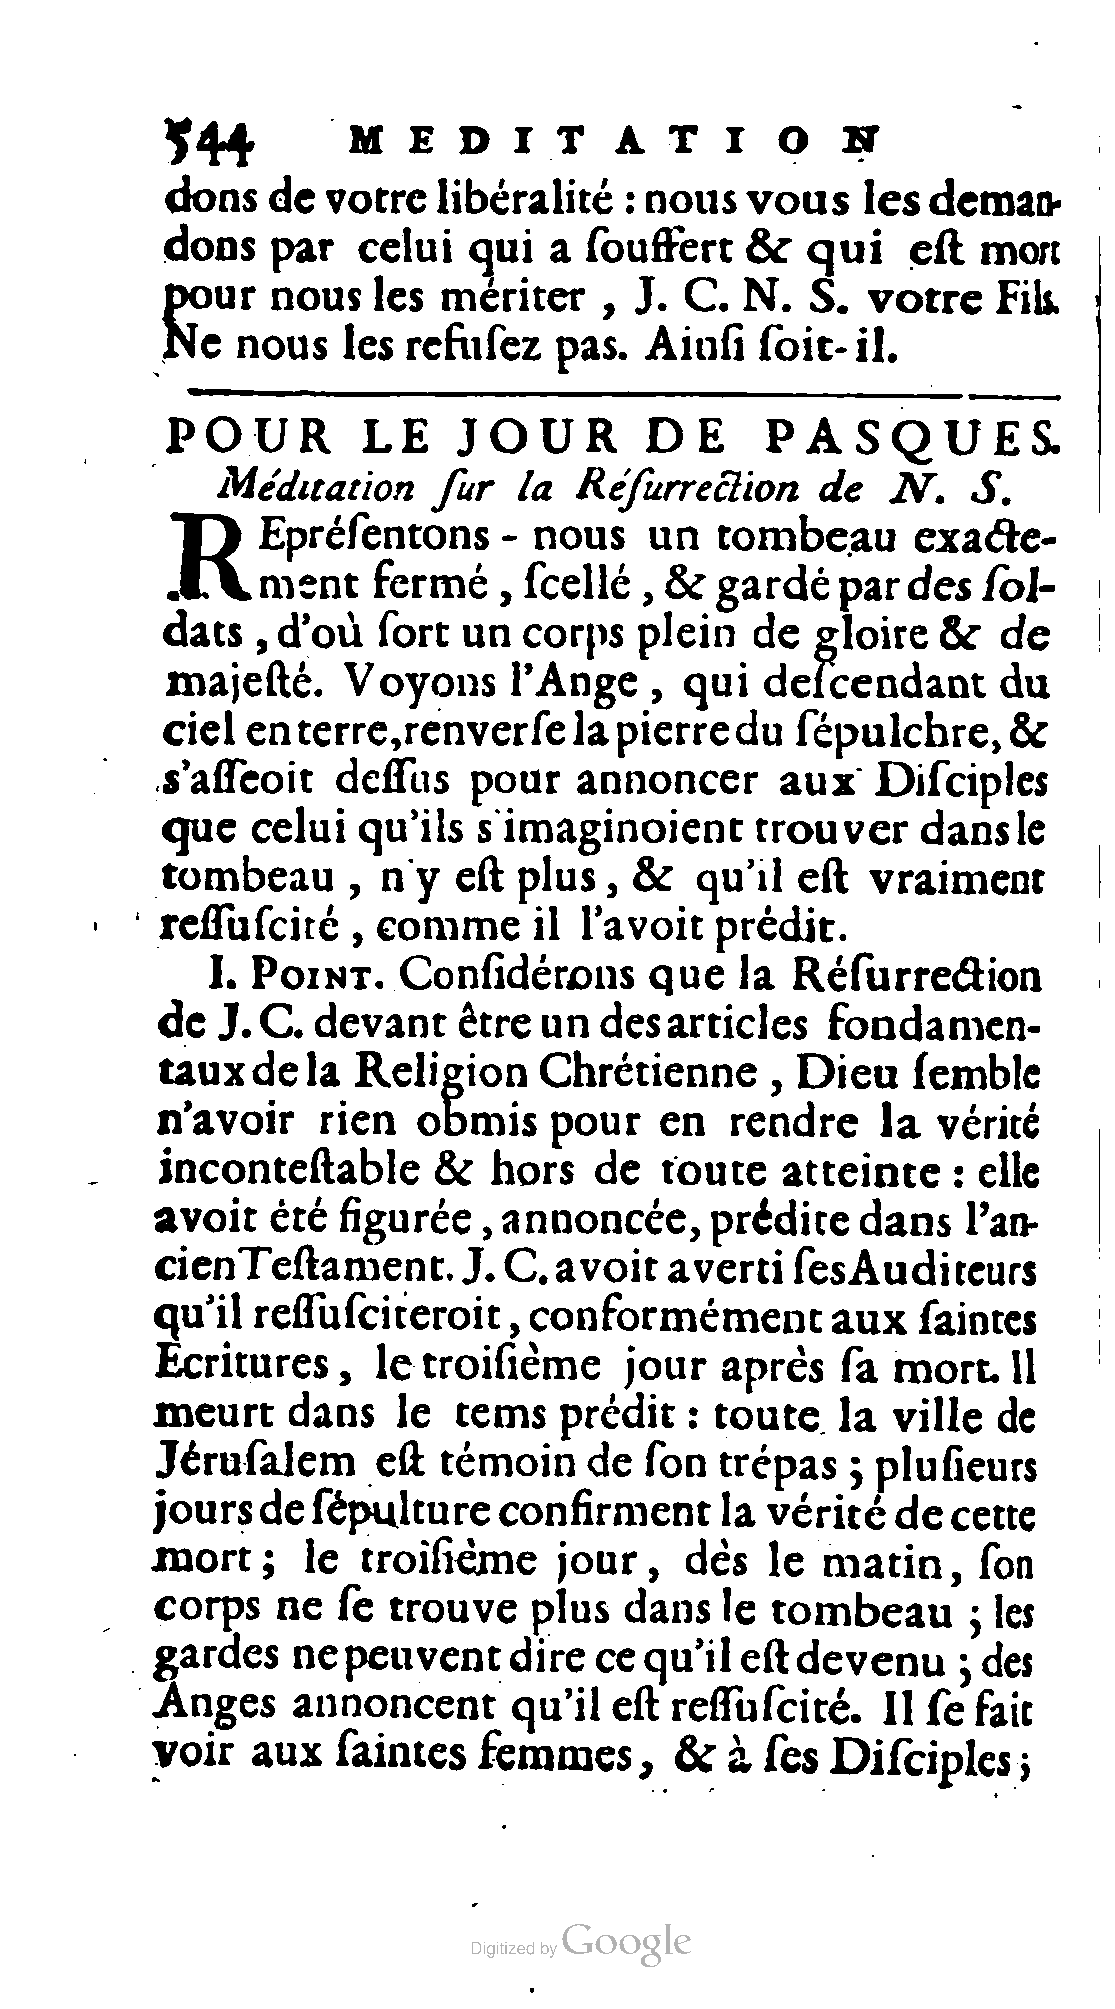 544 MEDITATION
dons de votre libéralité : nous vous les deman-
dons par celui qui a ſouffert & qui eſt mort
pour nous les mériter , J. C. N. S. votre Fils.
Ne nous les refuſez pas. Ainſi ſoit-il.
POUR LE JOUR DE PASQUES.
Méditation ſur la Réſurrection de N. S.
REpréſentons - nous un tombeau exacte-
ment fermé , ſcellé , & gardé par des ſol-
dats , d'où ſort un corps plein de gloire & de
majeſté. Voyons l'Ange , qui deſcendant du
ciel en terre, renverſe la pierre du ſépulchre, &
s'aſſeoit deſſus pour annoncer aux Diſciples
que celui qu'ils s'imaginoient trouver dans le
tombeau , n'y eſt plus , & qu'il eſt vraiment
reſſuſcité , comme il l'avoit prédit.
I. POINT. Conſidérons que la Réſurrection
de J. C. devant être un des articles fondamen-
taux de la Religion Chrétienne , Dieu ſemble
n'avoir rien obmis pour en rendre la vérité
inconteſtable & hors de toute atteinte : elle
avoit été figurée , annoncée, prédite dans l'an-
cien Teſtament. J. C. avoit averti ſes Auditeurs
qu'il reſſuſciteroit , conformément aux ſaintes
Ecritures , le troiſième jour après ſa mort. Il
meurt dans le tems prédit : toute la ville de
Jéruſalem eſt témoin de ſon trépas ; pluſieurs
jours de ſépulture confirment la vérité de cette
mort ; le troiſième jour , dès le matin , ſon
corps ne ſe trouve plus dans le tombeau ; les
gardes ne peuvent dire ce qu'il eſt devenu ; des
Anges annoncent qu'il eſt reſſuſcité. Il ſe fait
voir aux ſaintes femmes , & à ſes Diſciples ;
Digitized by Google